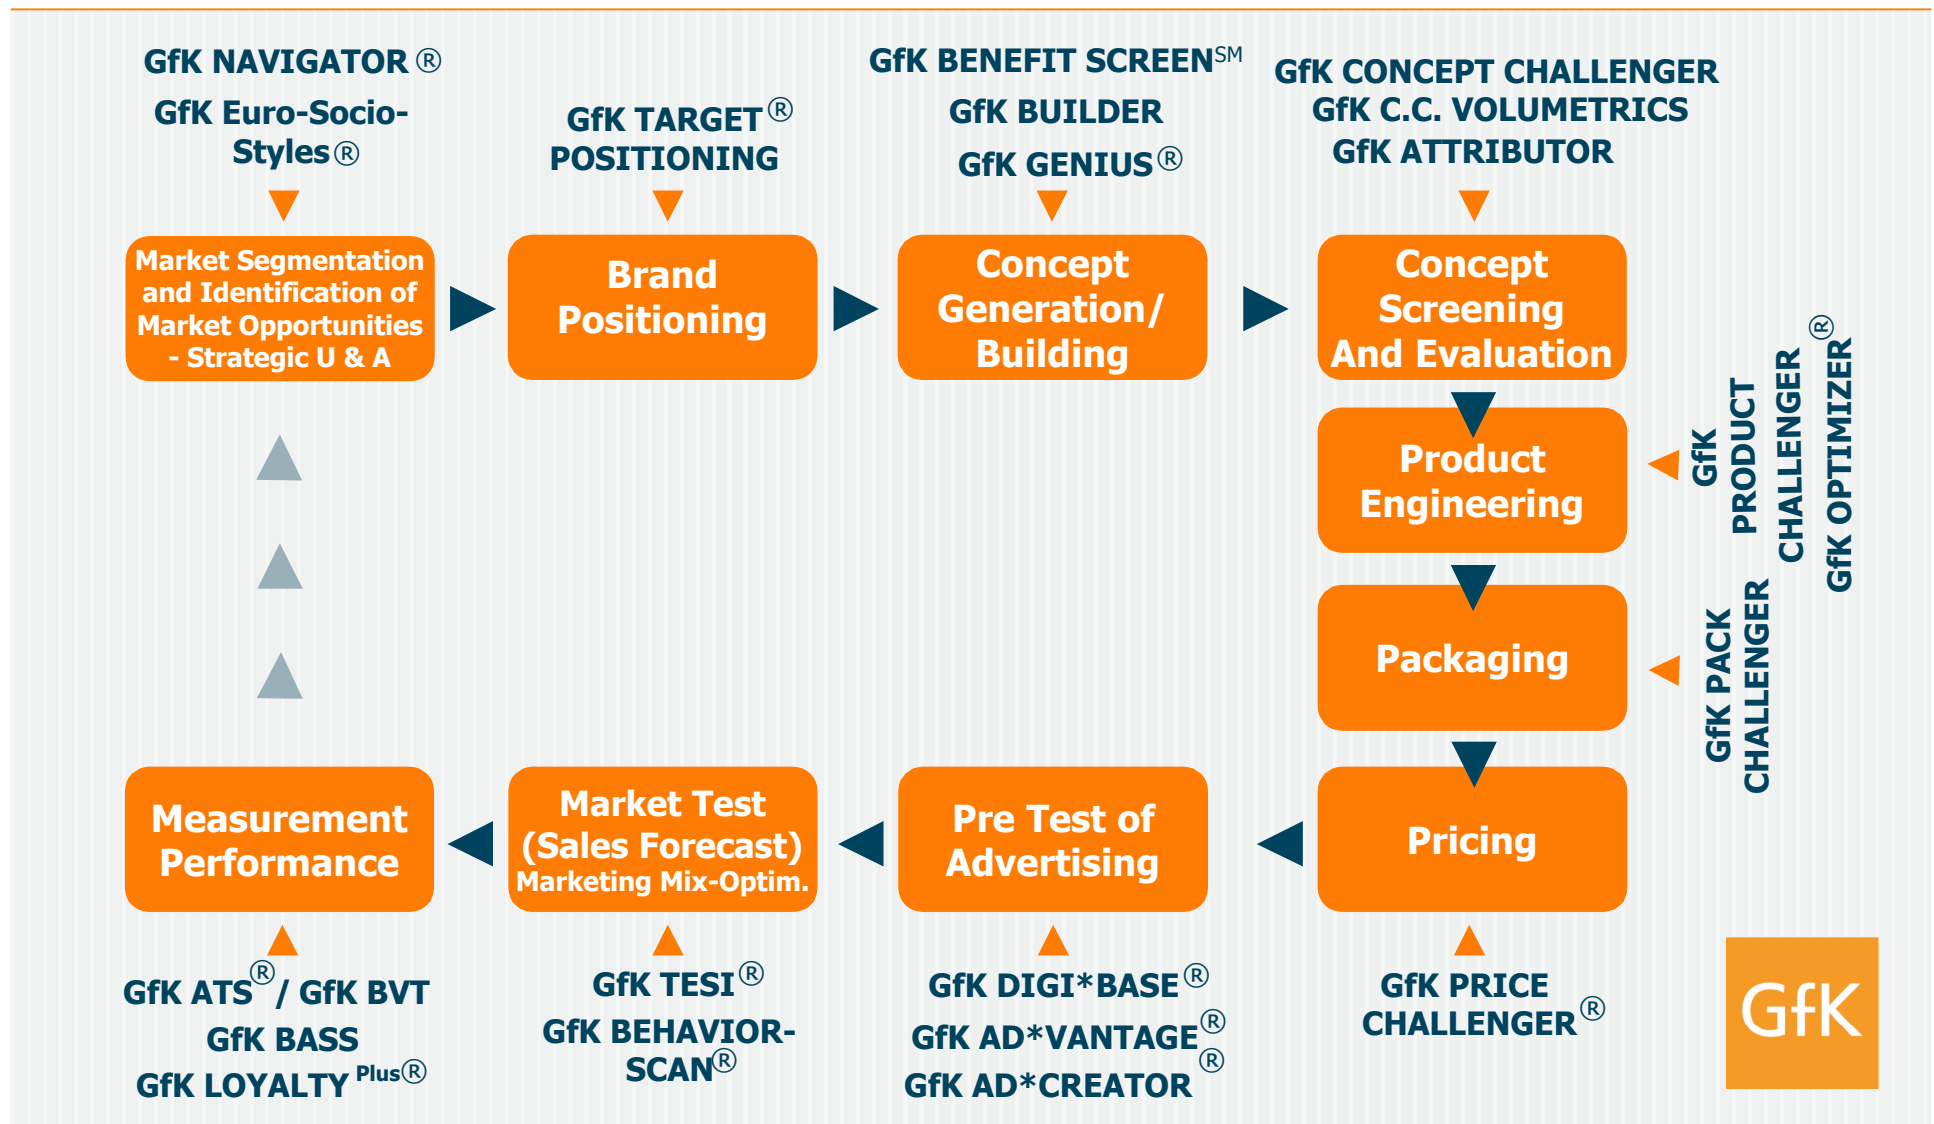 GfK NAVIGATOR ®
GfK Euro-Socio-
Styles ®
GfK TARGET ®
POSITIONING
GfK BENEFIT SCREEN SM
GfK BUILDER
GfK GENIUS ®
GfK CONCEPT CHALLENGER
GfK C.C. VOLUMETRICS
GfK ATTRIBUTOR
Market Segmentation
and Identification of
Market Opportunities
- Strategic U & A
Brand
Positioning
Concept
Generation/
Building
Concept
Screening
And Evaluation
Product
Engineering
GfK
PRODUCT
CHALLENGER
GfK OPTIMIZER ®
Packaging
GfK PACK
CHALLENGER
Measurement
Performance
Market Test
(Sales Forecast)
Marketing Mix-Optim.
Pre Test of
Advertising
Pricing
GfK ATS ® / GfK BVT
GfK BASS
GfK LOYALTY Plus ®
GfK TESI ®
GfK BEHAVIOR-
SCAN ®
GfK DIGI*BASE ®
GfK AD*VANTAGE ®
GfK AD*CREATOR ®
GfK PRICE
CHALLENGER ®
GfK